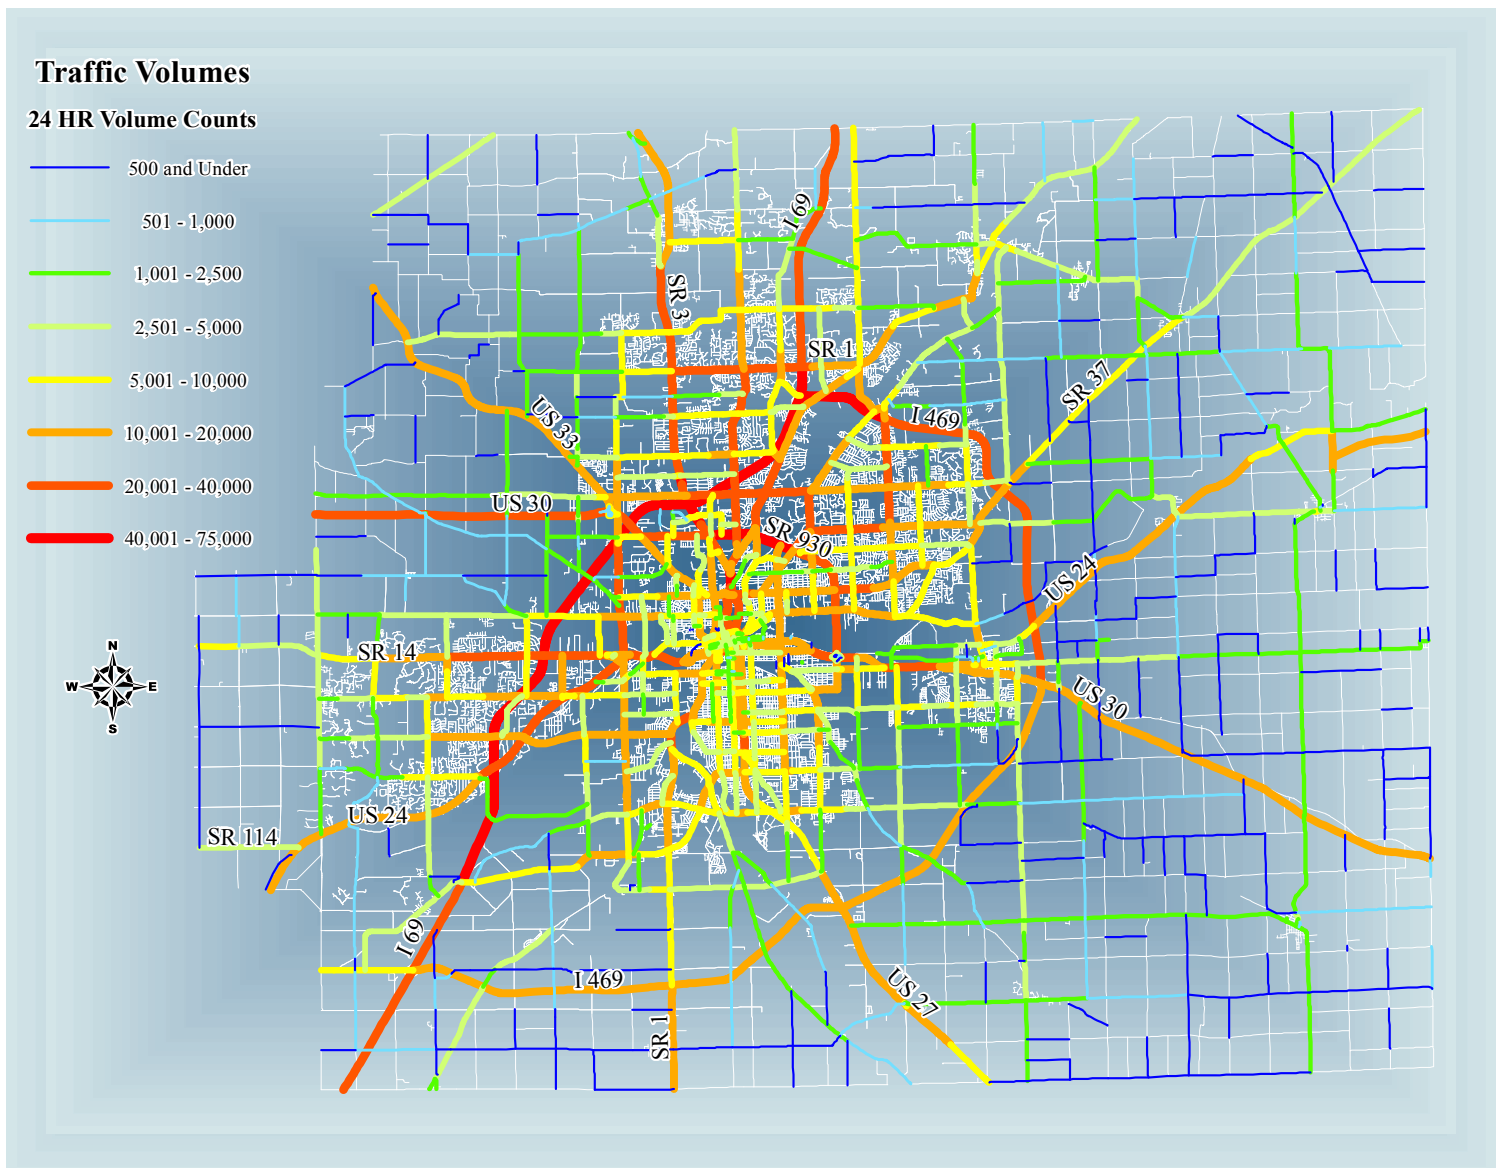 Traffic Volumes
24 HR Volume Counts
500 and Under
501 - 1,000
1,001 - 2,500
2,501 - 5,000
5,001 - 10,000
10,001 - 20,000
20,001 - 40,000
40,001 - 75,000
I 69
SR 3
SR 1
SR 37
US 33
I 469
US 30
SR 930
US 24
N
W E
S
SR 14
US 30
US 24
SR 114
I 69
I 469
US 27
SR 1